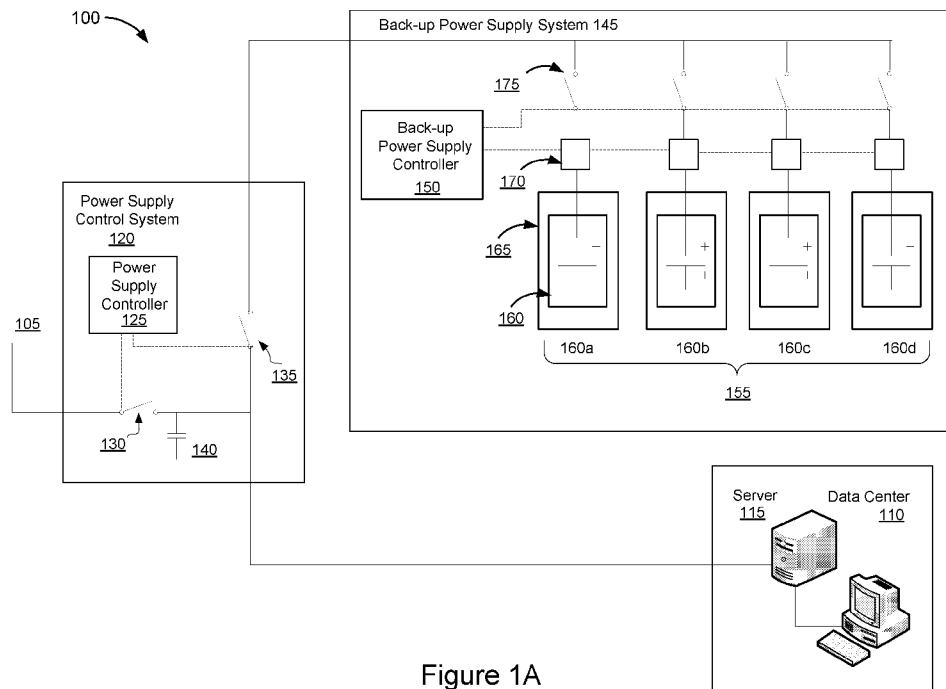 100
Back-up Power Supply System 145
175
Back-up
Power Supply
Controller
150
170
Power Supply
Control System
120
Power
Supply
Controller
125
165
-
+
+
-
160
105
160a
160b
160c
160d
135
155
130
140
Server
115
Data Center
110
Figure 1A